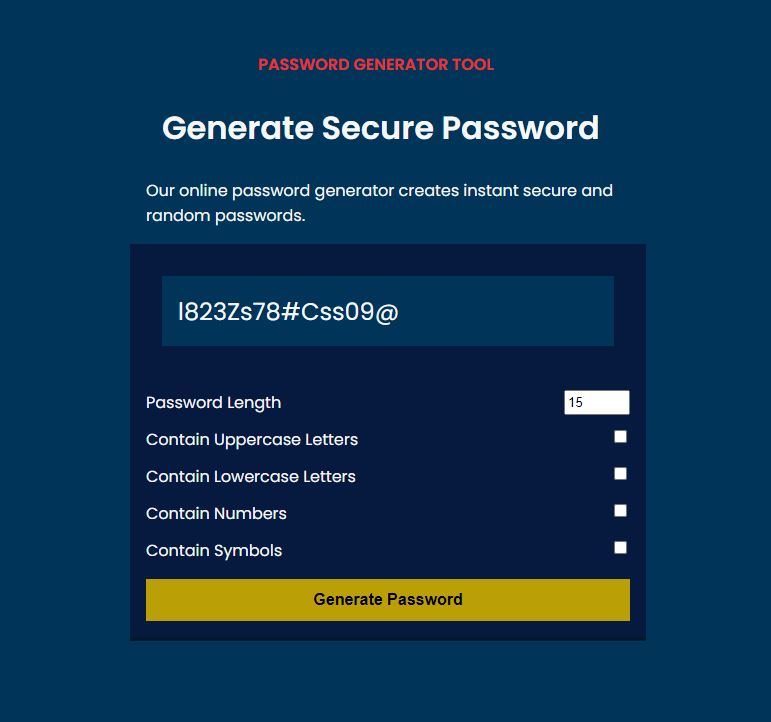 PASSWORD GENERATOR TOOL
Generate Secure Password
Our online password generator creates instant secure and
random passwords.
l823Zs78#Css09@
Password Length 15
Contain Uppercase Letters
Contain Lowercase Letters
Contain Numbers
Contain Symbols
Generate Password